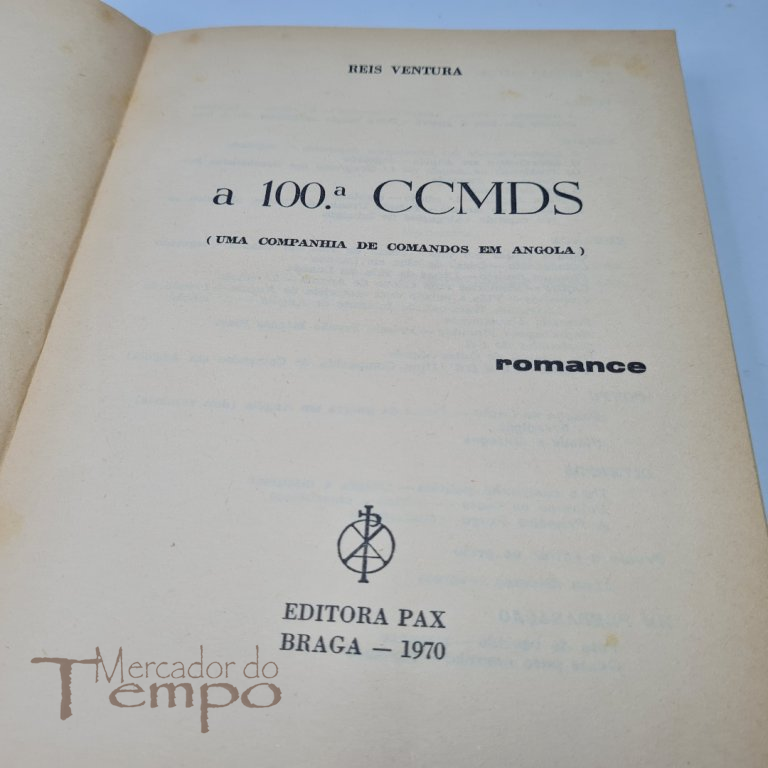 REIS VENTURA
a 100.ª CCMDS
( UMA COMPANHIA DE COMANDOS EM ANGOLA )
romance
EDITORA PAX
BRAGA — 1970
Mercador do
Tempo